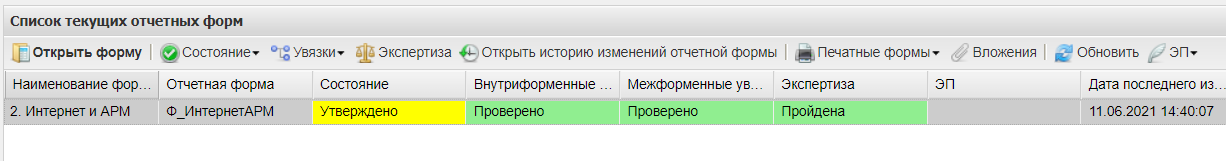 Список текущих отчетных форм
Открыть форму Состояние Увязки Экспертиза Открыть историю изменений отчетной формы Печатные формы Вложения Обновить ЭП
Наименование фор... Отчетная форма Состояние Внутриформенные ... Межформенные ув... Экспертиза ЭП Дата последнего из...
2. Интернет и АРМ Ф_ИнтернетАРМ Утверждено Проверено Проверено Пройдена 11.06.2021 14:40:07